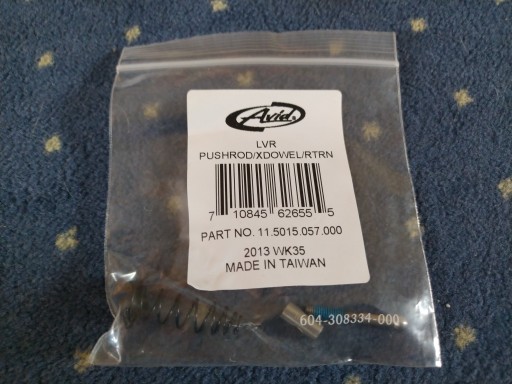 Avid
LVR
PUSHROD/XDOWEL/RTRN
7 10845 62655 5
PART NO. 11.5015.057.000
2013 WK35
MADE IN TAIWAN
604-308334-000